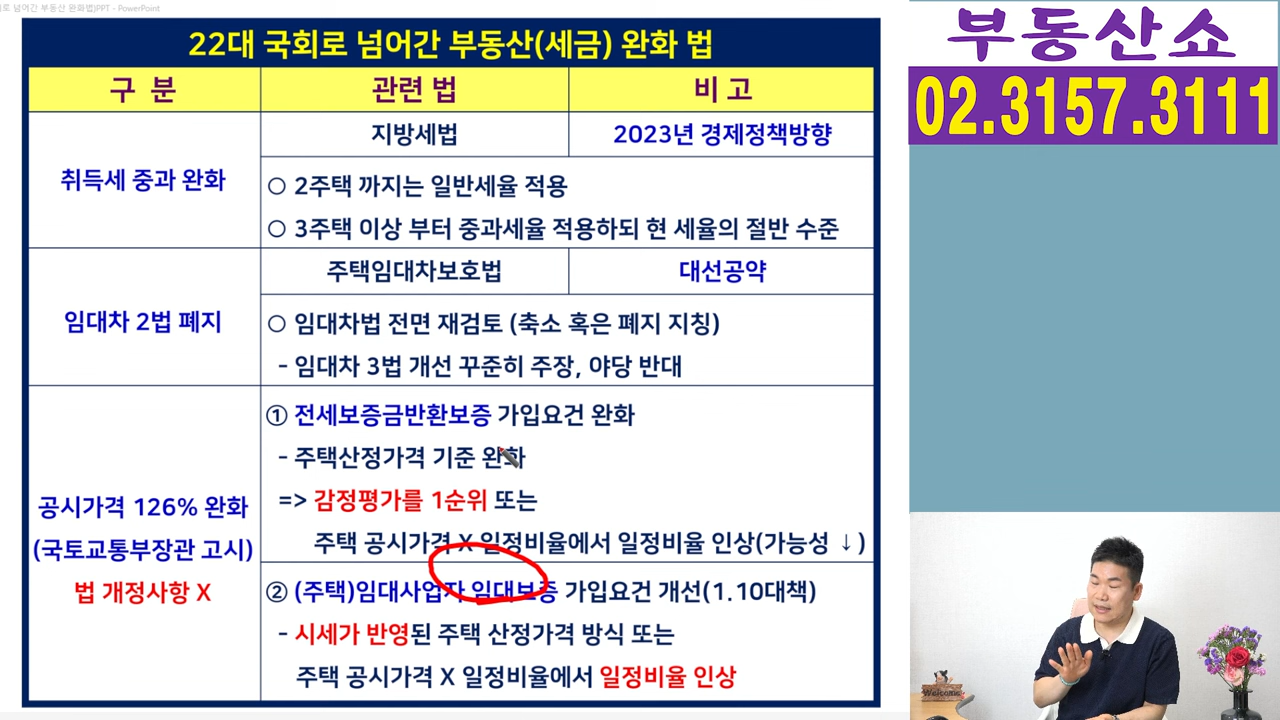 로 넘어간 부동산 완화법)PPT - PowerPoint
22대 국회로 넘어간 부동산(세금) 완화 법
구 분
관련 법
비 고
취득세 중과 완화
지방세법
2023년 경제정책방향
○ 2주택 까지는 일반세율 적용
○ 3주택 이상 부터 중과세율 적용하되 현 세율의 절반 수준
임대차 2법 폐지
주택임대차보호법
대선공약
○ 임대차법 전면 재검토 (축소 혹은 폐지 지칭)
- 임대차 3법 개선 꾸준히 주장, 야당 반대
공시가격 126% 완화
(국토교통부장관 고시)
법 개정사항 X
① 전세보증금반환보증 가입요건 완화
- 주택산정가격 기준 완화
=> 감정평가를 1순위 또는
주택 공시가격 X 일정비율에서 일정비율 인상(가능성 ↓)
② (주택)임대사업자 임대보증 가입요건 개선(1.10대책)
- 시세가 반영된 주택 산정가격 방식 또는
주택 공시가격 X 일정비율에서 일정비율 인상
부동산쇼
02.3157.3111
Welcome